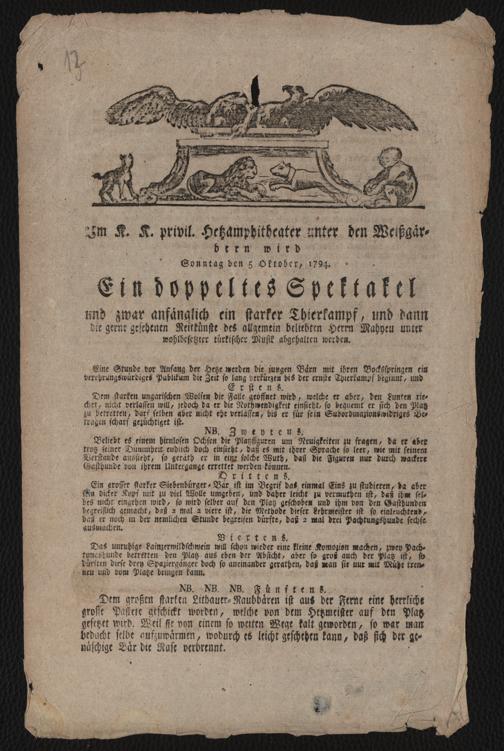 13
Im K. K. privil. Hetzamphitheater unter den Weißgär-
bern wird
Sonntag den 5 Oktober, 1794.
Ein doppeltes Spektakel
und zwar anfänglich ein starker Thierkampf, und dann
die gerne gesehenen Reitkünste des allgemein beliebten Herrn Mahyeu unter
wohlbesetzter türkischer Musik abgehalten werden.
Eine Stunde vor Anfang der Hetze werden die jungen Bärn mit ihren Bockspringen ein
verehrungswürdiges Publikum die Zeit so lang verkürzen bis der ernste Thierkampf beginnt, und
Erstens.
Dem starken ungarischen Wolfen die Falle geöffnet wird, welche er aber, den Lunten rie-
chet, nicht verlassen will, jedoch da er die Nothwendigkeit einsieht, so bequemt er sich den Platz
zu betretten, darf selben aber nicht ehr verlassen, bis er für sein Subordinazionswidriges Be-
tragen scharf gezüchtiget ist.
NB. Zweytens.
Beliebt es einem hirnlosen Ochsen die Planfiguren um Neuigkeiten zu fragen, da er aber
trotz seiner Dummheit endlich doch einsieht, daß es mit ihrer Sprache so leer, wie mit seinem
Hierstande aussieht, so gerath er in eine solche Wuth, daß die Figuren nur durch wackere
Gasthunde von ihrem Untergange errettet werden können.
Drittens.
Ein grosser starker Siebenbürger-Bär ist im Begrif das einmal Eins zu studieren, da aber
sein dicker Kopf mit zu viel Wolle umgeben, und daher leicht zu vermuthen ist, daß ihm sel-
bes nicht eingehen wird, so wird selber auf den Platz geschoben und ihm von den Gasthunden
begreiflich gemacht, daß 2 mal 2 viere ist, die Methode dieser Lehrmeister ist so einleuchtend,
daß er noch in der nemlichen Stunde begreifen dürfte, daß 2 mal drei Pachtungshunde sechse
ausmachen.
Viertens.
Das unruhige Hainzerwildschwein will schon wieder eine kleine Komozion machen, zwey Pach-
tungshunde betretten den Platz aus eben der Absicht, aber so groß auch der Platz ist, so
dürften diese drey Spaziergänger doch so aneinander gerathen, daß man sie nur mit Mühe tren-
nen und vom Platze bringen kann.
NB. NB. NB. Fünftens.
Dem großten starken Lithauer-Raubbären ist aus der Ferne eine herrliche
grosse Pastete geschickt worden, welche von dem Hetzmeister auf den Platz
gesetzt wird. Weil sie von einem so weiten Wege kalt geworden, so war man
bedacht selbe aufzuwärmen, wodurch es leicht geschehen kann, daß sich der ge-
näschige Bär die Nase verbrennt.